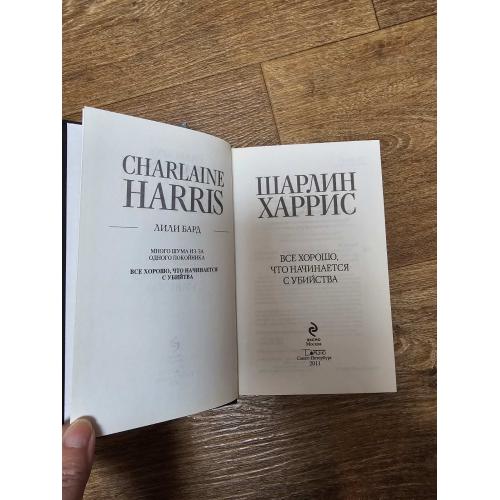 CHARLAINE
HARRIS
ЛИЛИ БАРД
МНОГО ШУМА ИЗ-ЗА
ОДНОГО ПОКОЙНИКА
ВСЕ ХОРОШО, ЧТО НАЧИНАЕТСЯ
С УБИЙТВА
ШАРЛИН
ХАРРИС
ВСЕ ХОРОШО,
ЧТО НАЧИНАЕТСЯ
С УБИЙСТВА
ЭКСМО
Москва
Санкт-Петербург
2011